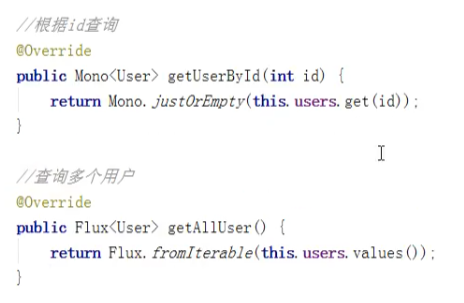 //根据id查询
@Override
public Mono<User> getUserById(int id) {
return Mono.justOrEmpty(this.users.get(id));
}
//查询多个用户
@Override
public Flux<User> getAllUser() {
return Flux.fromIterable(this.users.values());
}